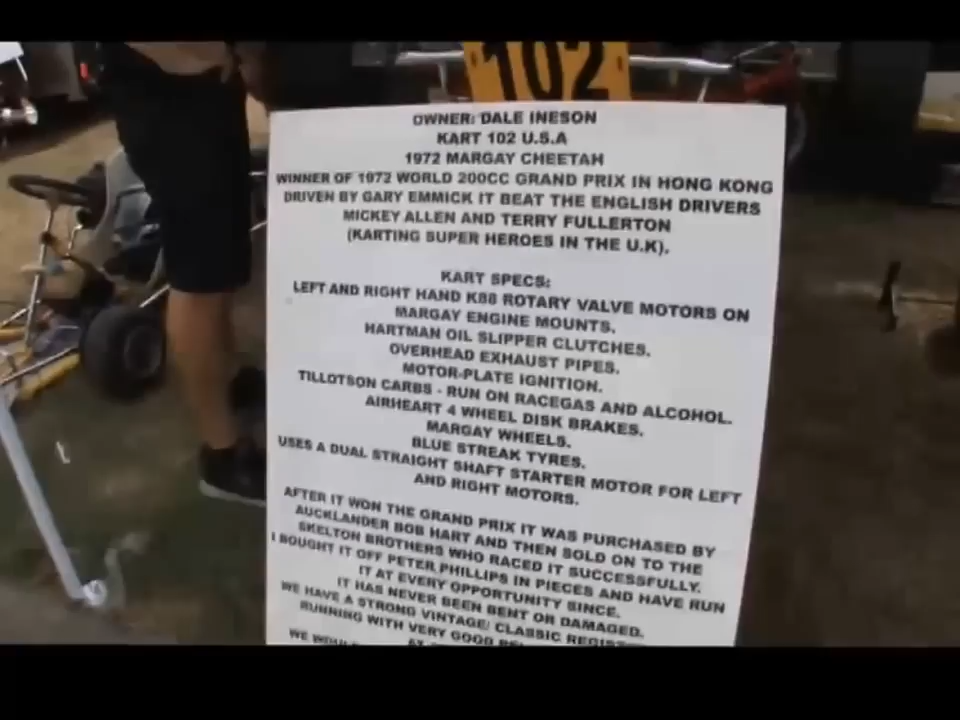 102
OWNER: DALE INESON
KART 102 U.S.A
1972 MARGAY CHEETAH
WINNER OF 1972 WORLD 200CC GRAND PRIX IN HONG KONG
DRIVEN BY GARY EMMICK IT BEAT THE ENGLISH DRIVERS
MICKEY ALLEN AND TERRY FULLERTON
(KARTING SUPER HEROES IN THE U.K).
KART SPECS:
LEFT AND RIGHT HAND K88 ROTARY VALVE MOTORS ON
MARGAY ENGINE MOUNTS.
HARTMAN OIL SLIPPER CLUTCHES.
OVERHEAD EXHAUST PIPES.
MOTOR-PLATE IGNITION.
TILLOTSON CARBS - RUN ON RACEGAS AND ALCOHOL.
AIRHEART 4 WHEEL DISK BRAKES.
MARGAY WHEELS.
BLUE STREAK TYRES.
USES A DUAL STRAIGHT SHAFT STARTER MOTOR FOR LEFT
AND RIGHT MOTORS.
AFTER IT WON THE GRAND PRIX IT WAS PURCHASED BY
AUCKLANDER BOB HART AND THEN SOLD ON TO THE
SKELTON BROTHERS WHO RACED IT SUCCESSFULLY.
I BOUGHT IT OFF PETER PHILLIPS IN PIECES AND HAVE RUN
IT AT EVERY OPPORTUNITY SINCE.
IT HAS NEVER BEEN BENT OR DAMAGED.
WE HAVE A STRONG VINTAGE/ CLASSIC
RUNNING WITH VERY GOOD
WE